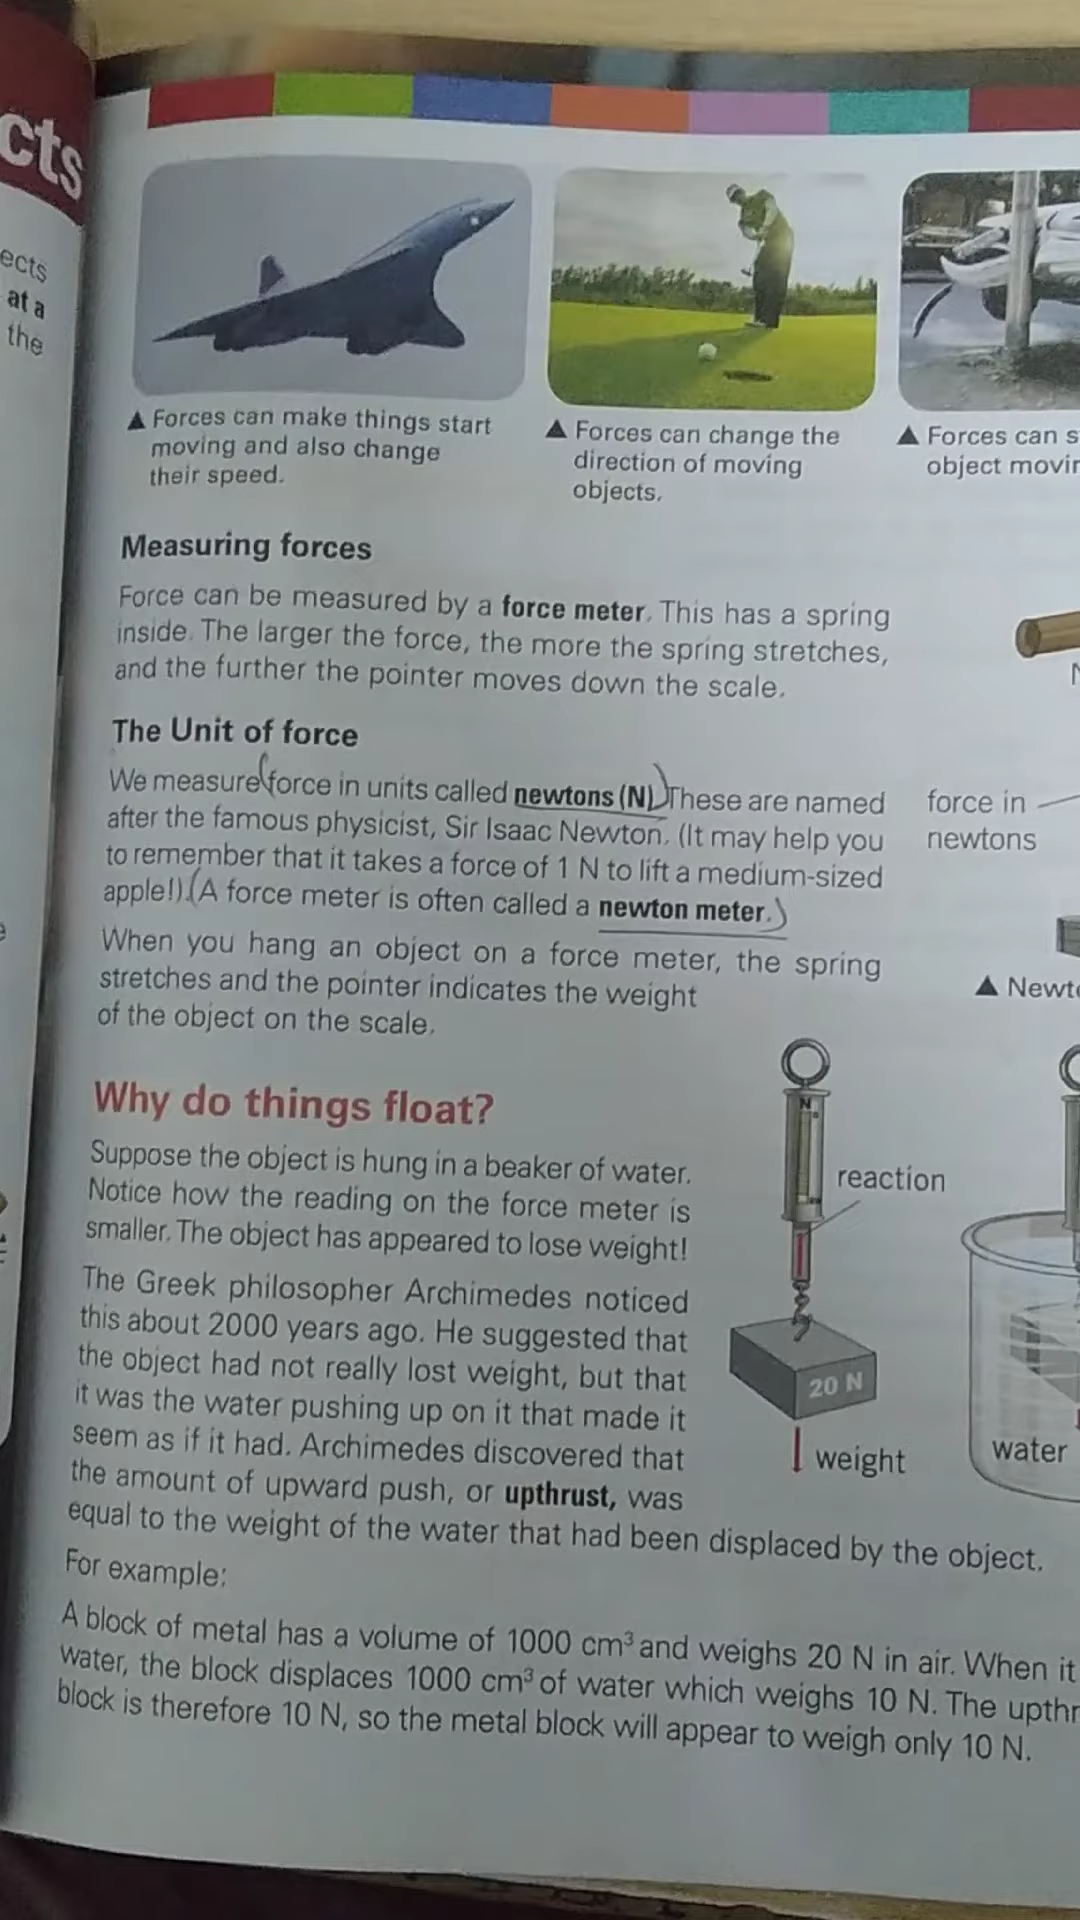 cts
ects
at a
the
▲ Forces can make things start
moving and also change
their speed.
▲ Forces can change the
direction of moving
objects.
▲ Forces can s
object movin
Measuring forces
Force can be measured by a force meter. This has a spring
inside. The larger the force, the more the spring stretches,
and the further the pointer moves down the scale.
The Unit of force
We measure force in units called newtons (N). These are named
after the famous physicist, Sir Isaac Newton. (It may help you
to remember that it takes a force of 1 N to lift a medium-sized
apple!). A force meter is often called a newton meter.
When you hang an object on a force meter, the spring
stretches and the pointer indicates the weight
of the object on the scale.
force in
newtons
▲ Newto
Why do things float?
Suppose the object is hung in a beaker of water.
Notice how the reading on the force meter is
smaller. The object has appeared to lose weight!
The Greek philosopher Archimedes noticed
this about 2000 years ago. He suggested that
the object had not really lost weight, but that
it was the water pushing up on it that made it
seem as if it had. Archimedes discovered that
the amount of upward push, or upthrust, was
equal to the weight of the water that had been displaced by the object.
N
reaction
20 N
weight
water
For example:
A block of metal has a volume of 1000 cm³ and weighs 20 N in air. When it
water, the block displaces 1000 cm³ of water which weighs 10 N. The upthr
block is therefore 10 N, so the metal block will appear to weigh only 10 N.